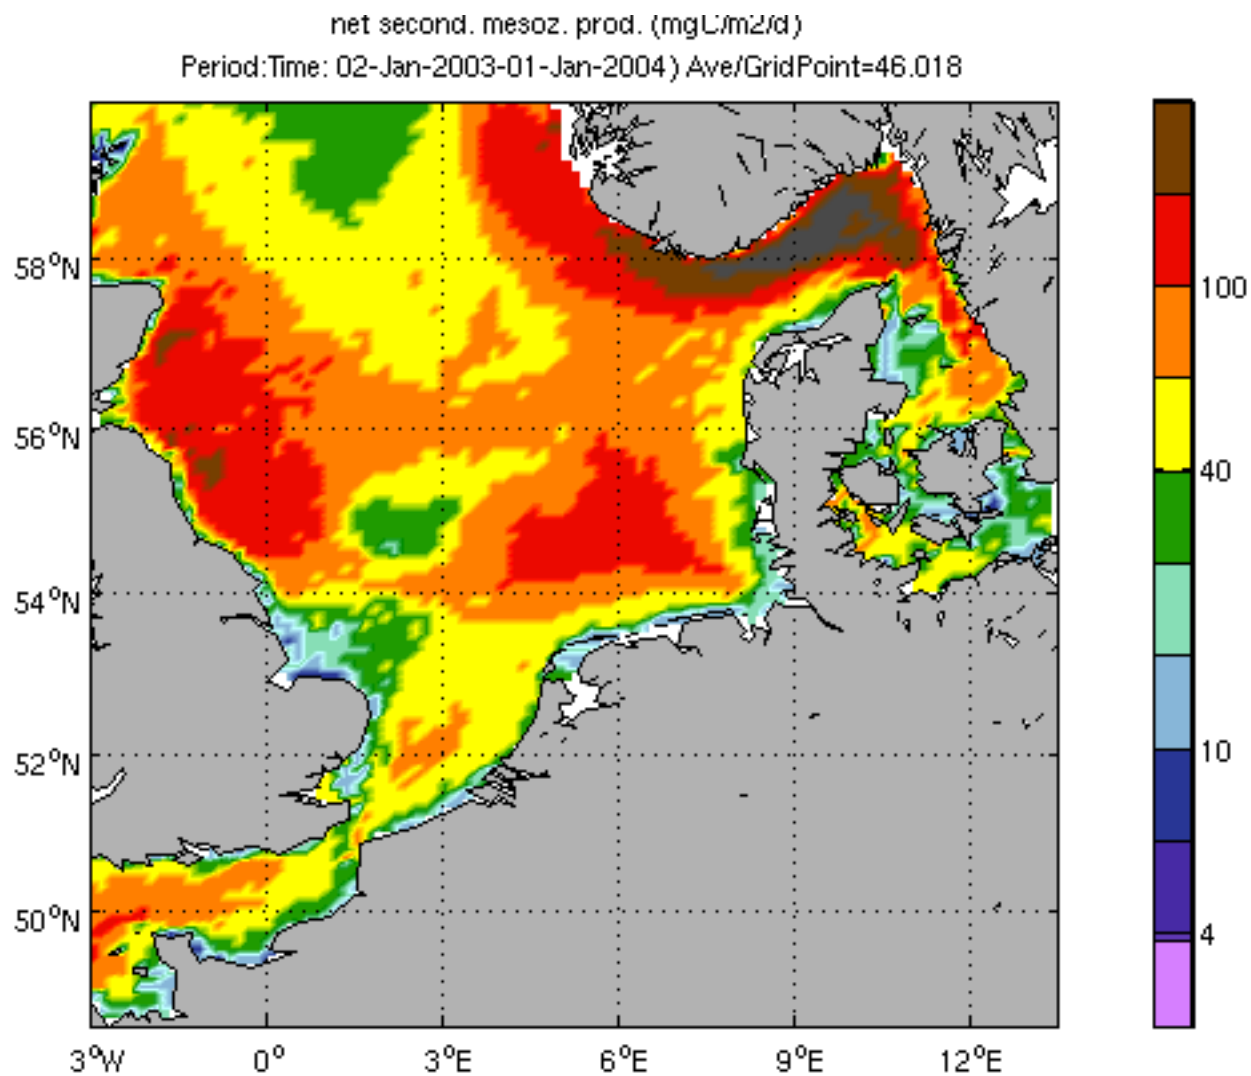 net second. mesoz. prod. (mgC/m2/d)
Period:Time: 02-Jan-2003-01-Jan-2004) Ave/GridPoint=46.018
58°N
56°N
54°N
52°N
50°N
3°W 0° 3°E 6°E 9°E 12°E
100
40
10
4